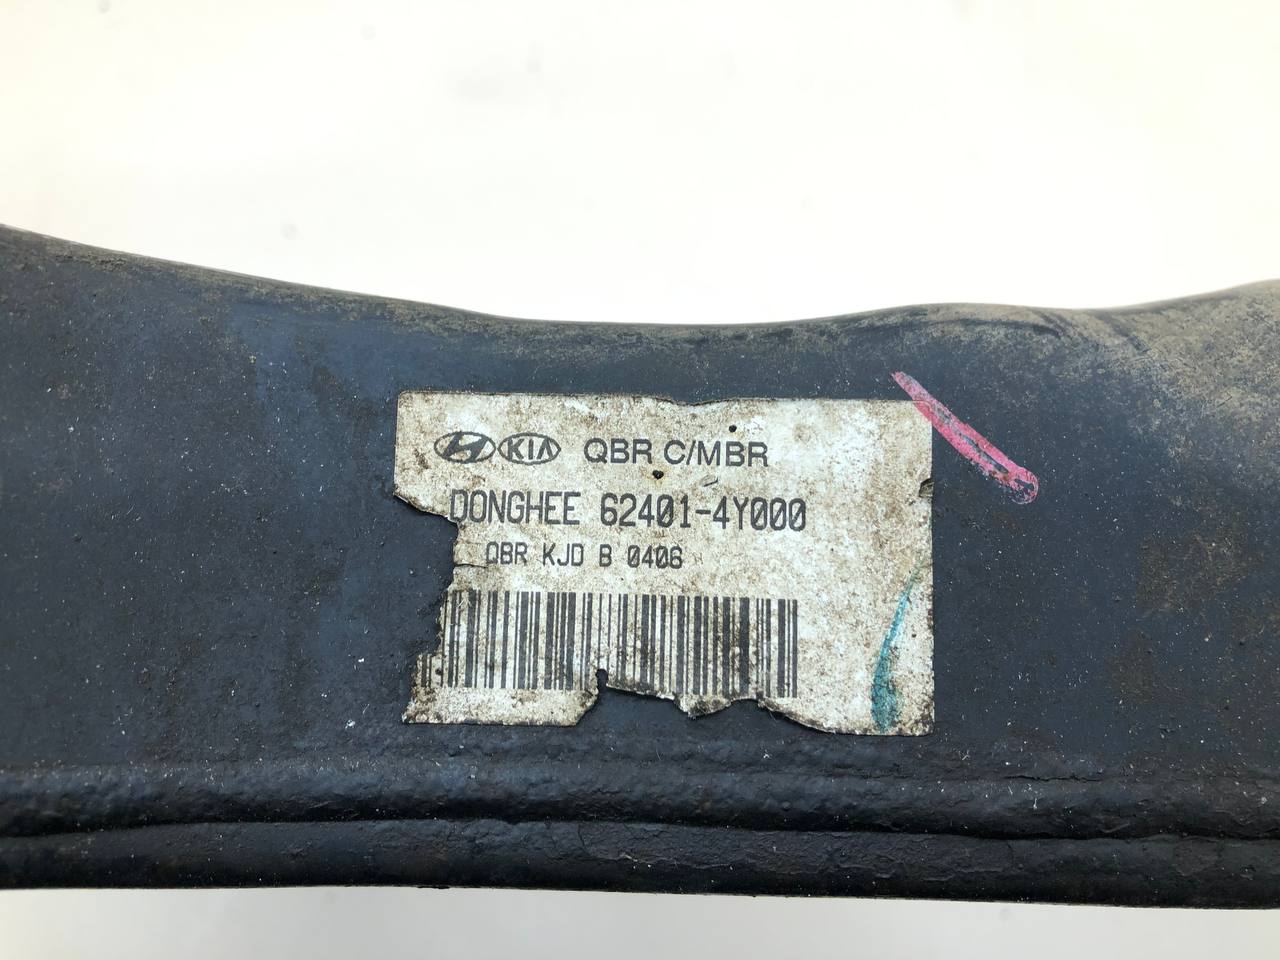 KIA QBR C/MBR
DONGHEE 62401-4Y000
QBR KJD B 0406